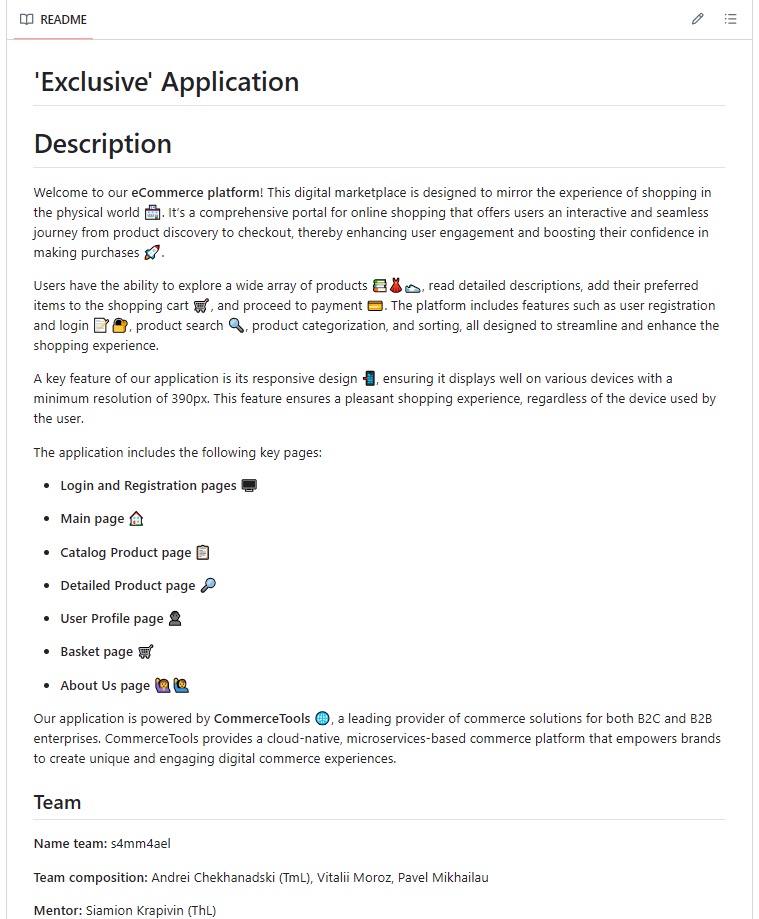 README
'Exclusive' Application
Description
Welcome to our eCommerce platform! This digital marketplace is designed to mirror the experience of shopping in
the physical world 🏪. It's a comprehensive portal for online shopping that offers users an interactive and seamless
journey from product discovery to checkout, thereby enhancing user engagement and boosting their confidence in
making purchases 🚀.
Users have the ability to explore a wide array of products 📚👗👟, read detailed descriptions, add their preferred
items to the shopping cart 🛒, and proceed to payment 💳. The platform includes features such as user registration
and login 📝🔐, product search 🔍, product categorization, and sorting, all designed to streamline and enhance the
shopping experience.
A key feature of our application is its responsive design 📲, ensuring it displays well on various devices with a
minimum resolution of 390px. This feature ensures a pleasant shopping experience, regardless of the device used by
the user.
The application includes the following key pages:
• Login and Registration pages 🖥️
• Main page 🏠
• Catalog Product page 📋
• Detailed Product page 🔎
• User Profile page 👤
• Basket page 🛒
• About Us page 🙋‍♀️🙋‍♂️
Our application is powered by CommerceTools 🌐, a leading provider of commerce solutions for both B2C and B2B
enterprises. CommerceTools provides a cloud-native, microservices-based commerce platform that empowers brands
to create unique and engaging digital commerce experiences.
Team
Name team: s4mm4ael
Team composition: Andrei Chekhanadski (TmL), Vitalii Moroz, Pavel Mikhailau
Mentor: Siamion Krapivin (ThL)